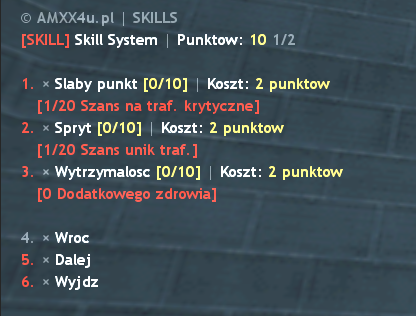 © AMXX4u.pl | SKILLS
[SKILL] Skill System | Punktow: 10 1/2
1. × Slaby punkt [0/10] | Koszt: 2 punktow
[1/20 Szans na traf. krytyczne]
2. × Spryt [0/10] | Koszt: 2 punktow
[1/20 Szans unik traf.]
3. × Wytrzymalosc [0/10] | Koszt: 2 punktow
[0 Dodatkowego zdrowia]
4. × Wroc
5. × Dalej
6. × Wyjdz